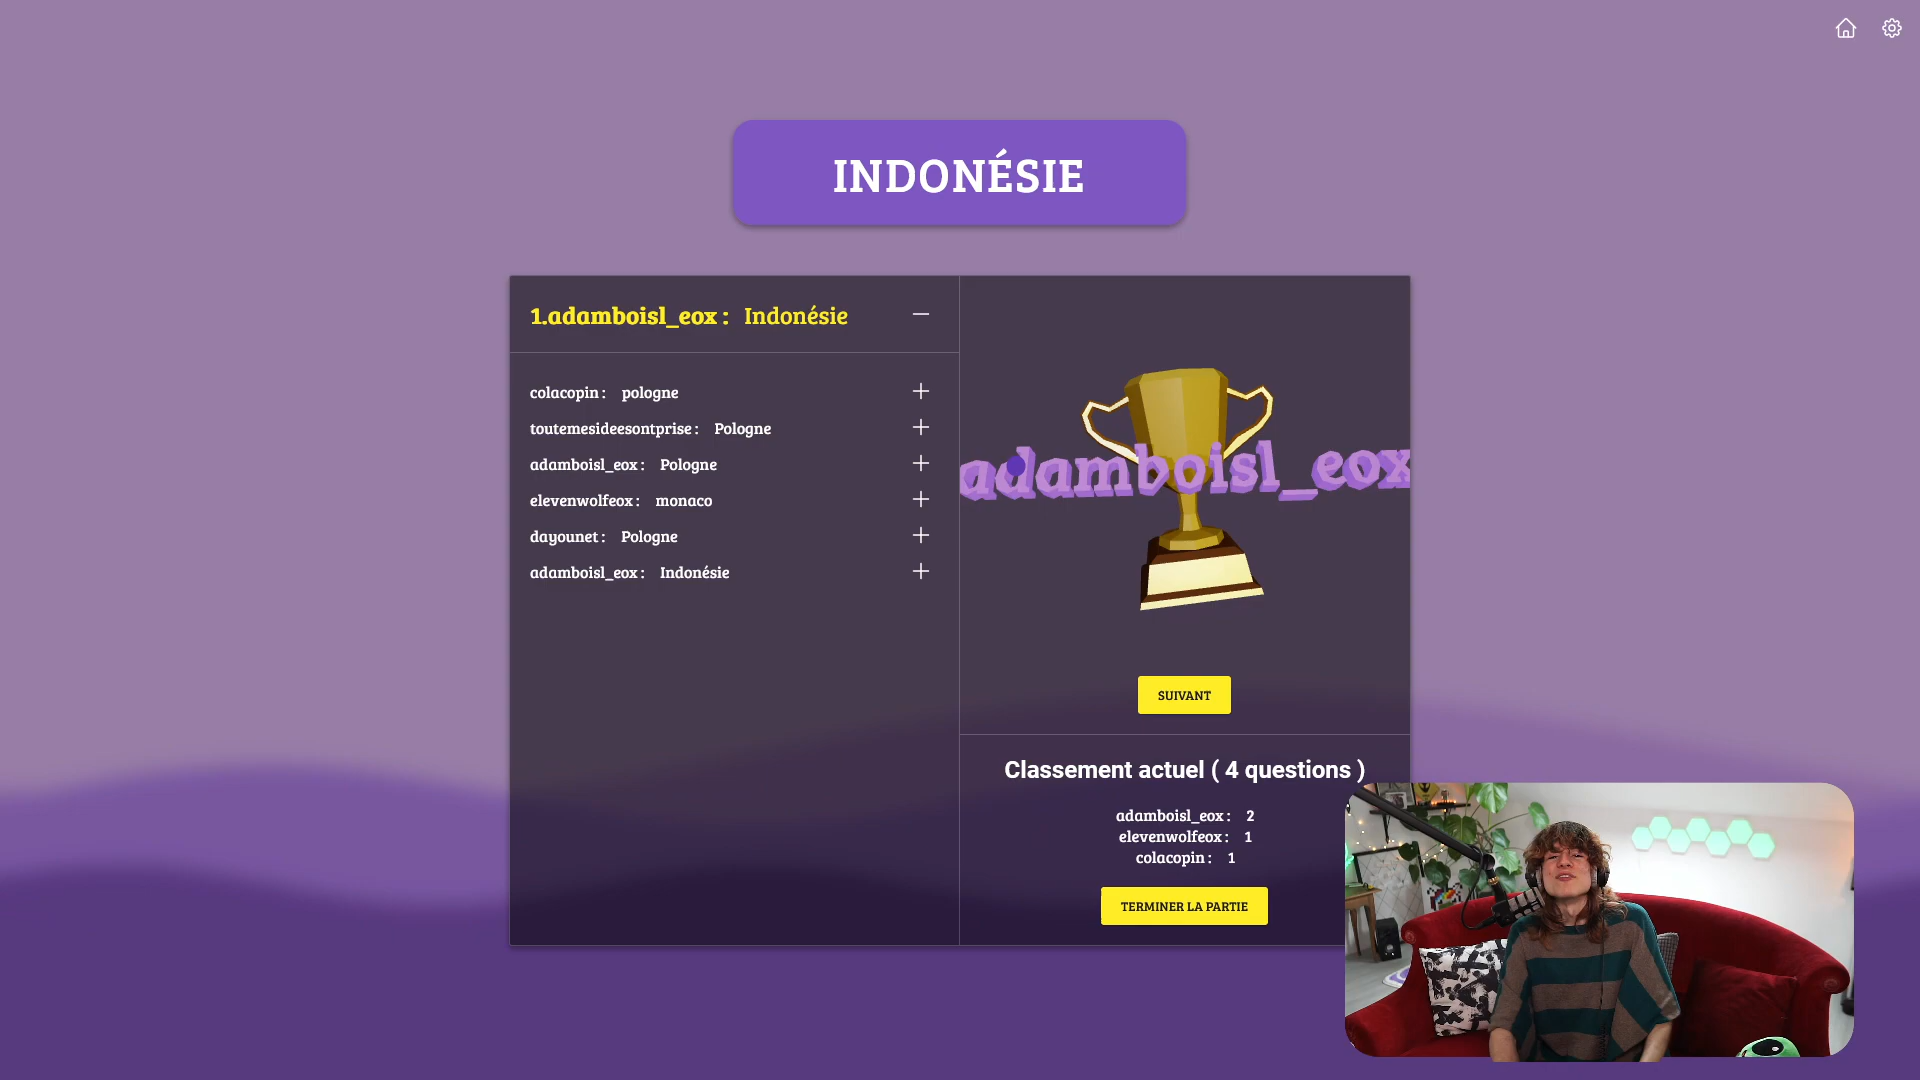 INDONÉSIE
1.adamboisl_eox : Indonésie
colacopin : pologne
toutemesideesontprise : Pologne
adamboisl_eox : Pologne
elevenwolfeox : monaco
dayounet : Pologne
adamboisl_eox : Indonésie
adamboisl_eox
SUIVANT
Classement actuel ( 4 questions )
adamboisl_eox : 2
elevenwolfeox : 1
colacopin : 1
TERMINER LA PARTIE